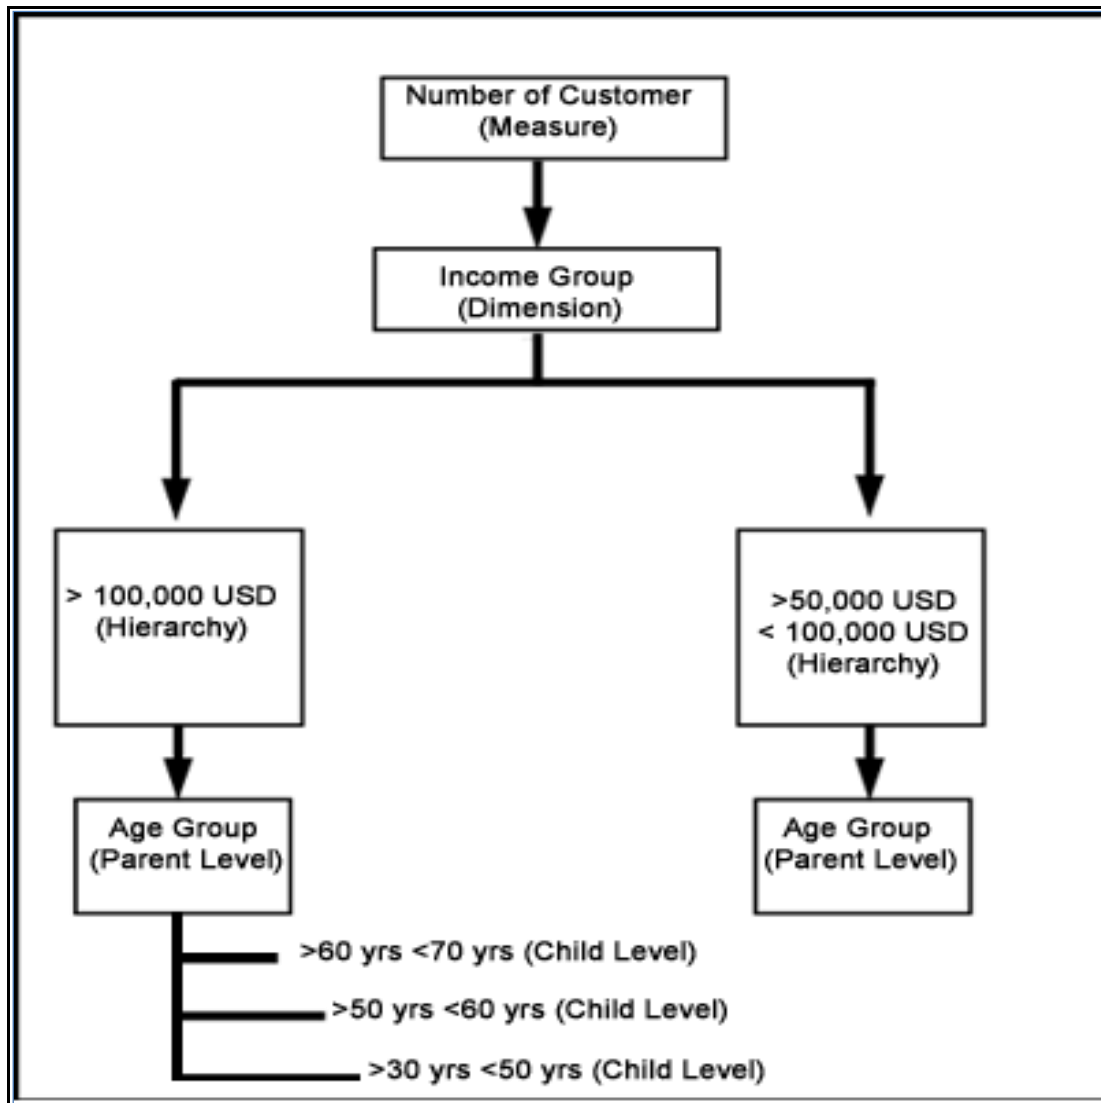 Number of Customer
(Measure)
Income Group
(Dimension)
> 100,000 USD
(Hierarchy)
>50,000 USD
< 100,000 USD
(Hierarchy)
Age Group
(Parent Level)
Age Group
(Parent Level)
>60 yrs <70 yrs (Child Level)
>50 yrs <60 yrs (Child Level)
>30 yrs <50 yrs (Child Level)